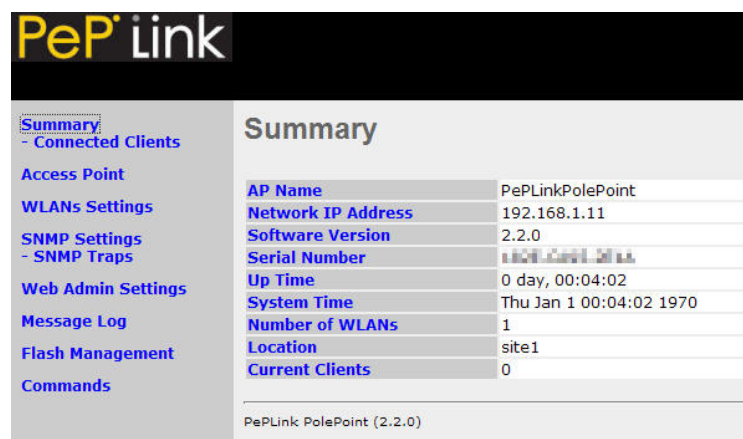 PePLink
Summary
- Connected Clients
Access Point
WLANs Settings
SNMP Settings
- SNMP Traps
Web Admin Settings
Message Log
Flash Management
Commands
Summary
AP Name PePLinkPolePoint
Network IP Address 192.168.1.11
Software Version 2.2.0
Serial Number
Up Time 0 day, 00:04:02
System Time Thu Jan 1 00:04:02 1970
Number of WLANs 1
Location site1
Current Clients 0
PePLink PolePoint (2.2.0)